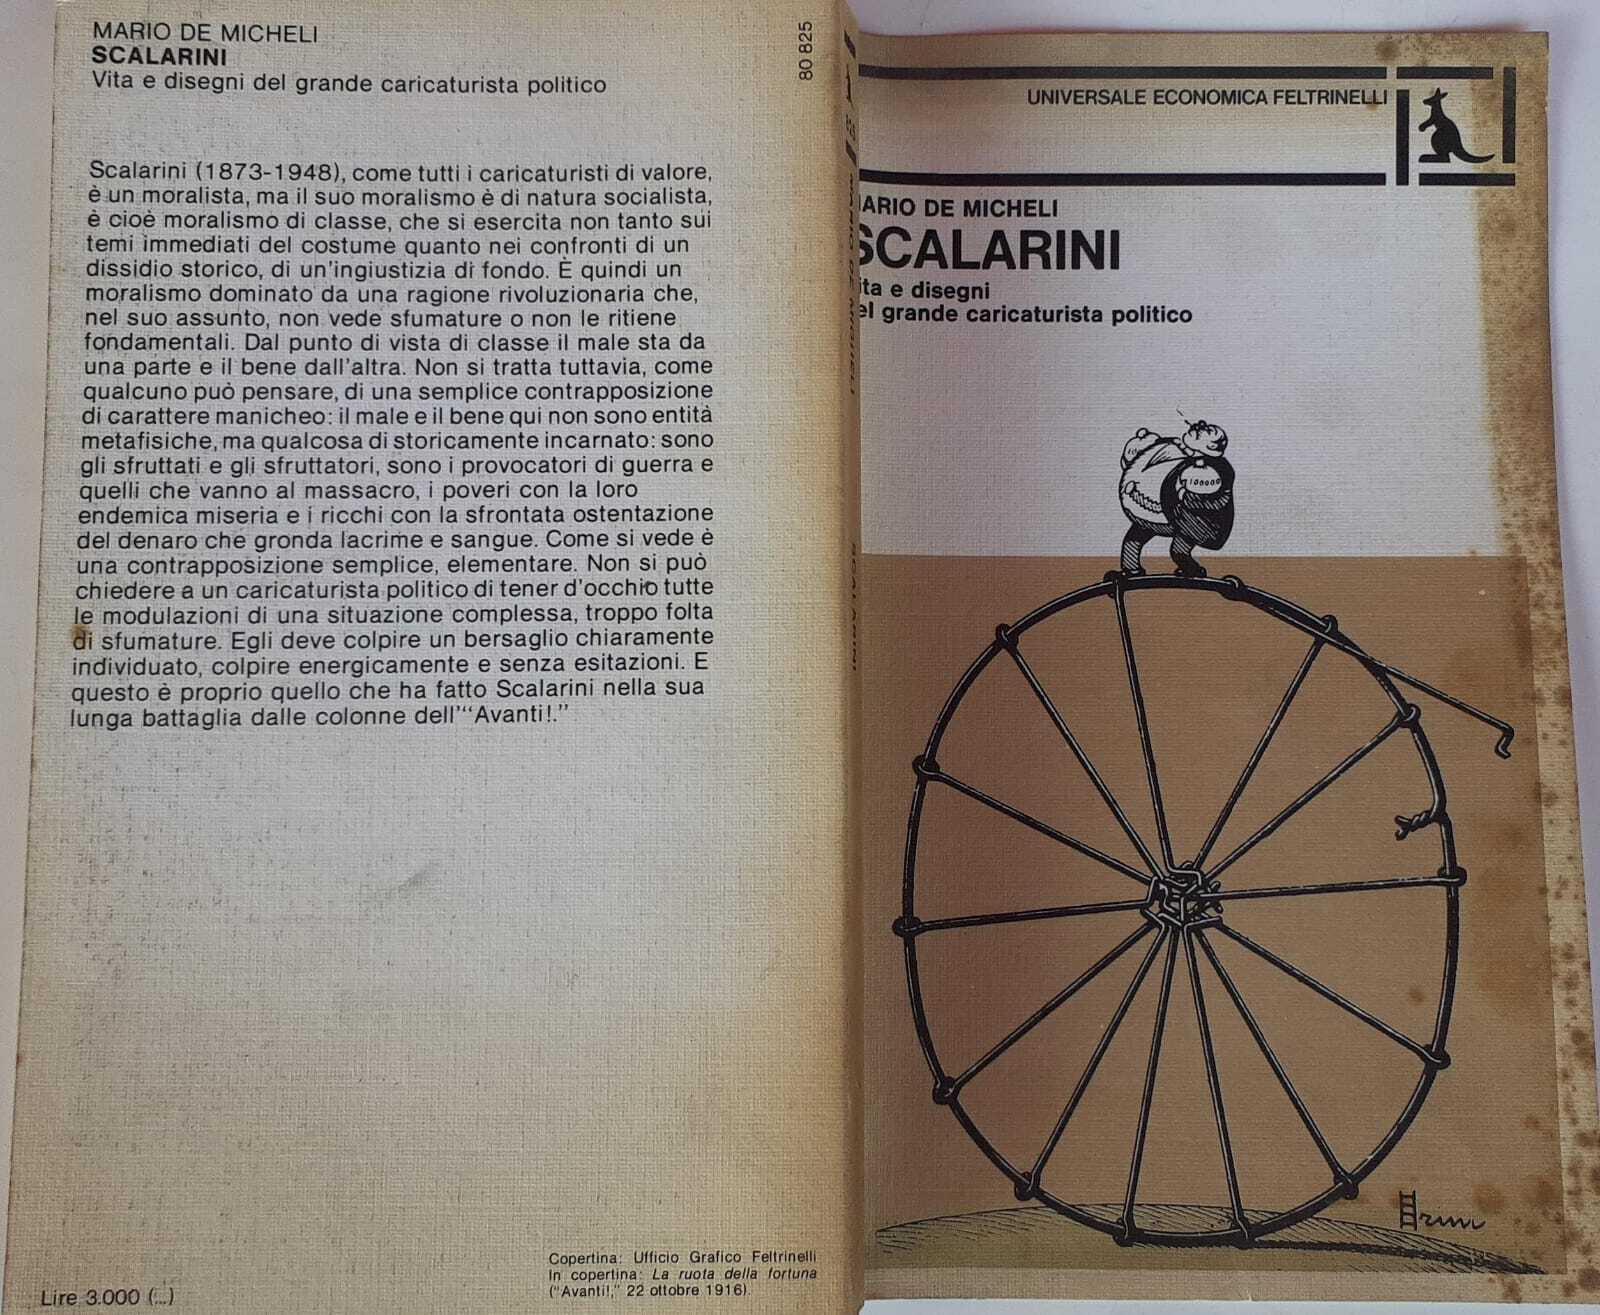 MARIO DE MICHELI
SCALARINI
Vita e disegni del grande caricaturista politico
80 825
Scalarini (1873-1948), come tutti i caricaturisti di valore,
è un moralista, ma il suo moralismo è di natura socialista,
è cioè moralismo di classe, che si esercita non tanto sui
temi immediati del costume quanto nei confronti di un
dissidio storico, di un'ingiustizia di fondo. È quindi un
moralismo dominato da una ragione rivoluzionaria che,
nel suo assunto, non vede sfumature o non le ritiene
fondamentali. Dal punto di vista di classe il male sta da
una parte e il bene dall'altra. Non si tratta tuttavia, come
qualcuno può pensare, di una semplice contrapposizione
di carattere manicheo: il male e il bene qui non sono entità
metafisiche, ma qualcosa di storicamente incarnato: sono
gli sfruttati e gli sfruttatori, sono i provocatori di guerra e
quelli che vanno al massacro, i poveri con la loro
endemica miseria e i ricchi con la sfrontata ostentazione
del denaro che gronda lacrime e sangue. Come si vede è
una contrapposizione semplice, elementare. Non si può
chiedere a un caricaturista politico di tener d'occhio tutte
le modulazioni di una situazione complessa, troppo folta
di sfumature. Egli deve colpire un bersaglio chiaramente
individuato, colpire energicamente e senza esitazioni. E
questo è proprio quello che ha fatto Scalarini nella sua
lunga battaglia dalle colonne dell'“Avanti!.”
Copertina: Ufficio Grafico Feltrinelli
In copertina: La ruota della fortuna
(“Avanti!,” 22 ottobre 1916).
Lire 3.000 (...)
MARIO DE MICHELI
SCALARINI
UNIVERSALE ECONOMICA FELTRINELLI
ARIO DE MICHELI
SCALARINI
ita e disegni
el grande caricaturista politico
100000
rini